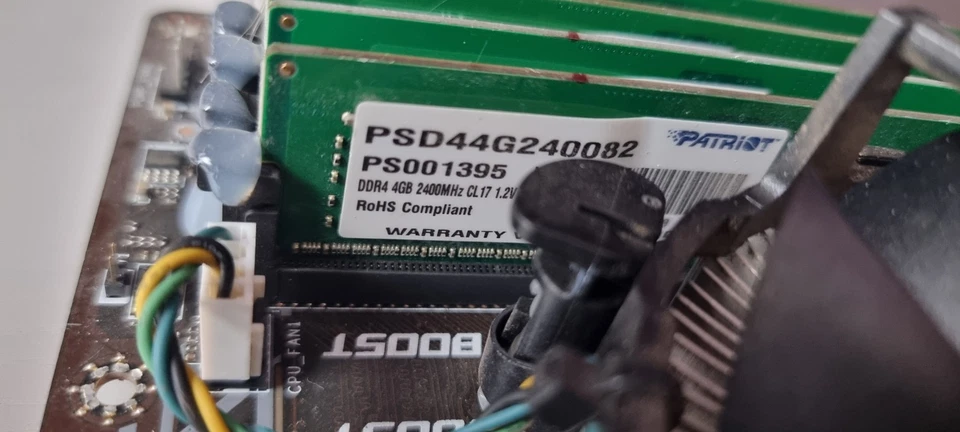 PSD44G240082
PATRIOT
PS001395
DDR4 4GB 2400MHz CL17 1.2V
RoHS Compliant
WARRANTY
CPU_FAN1
BOOST